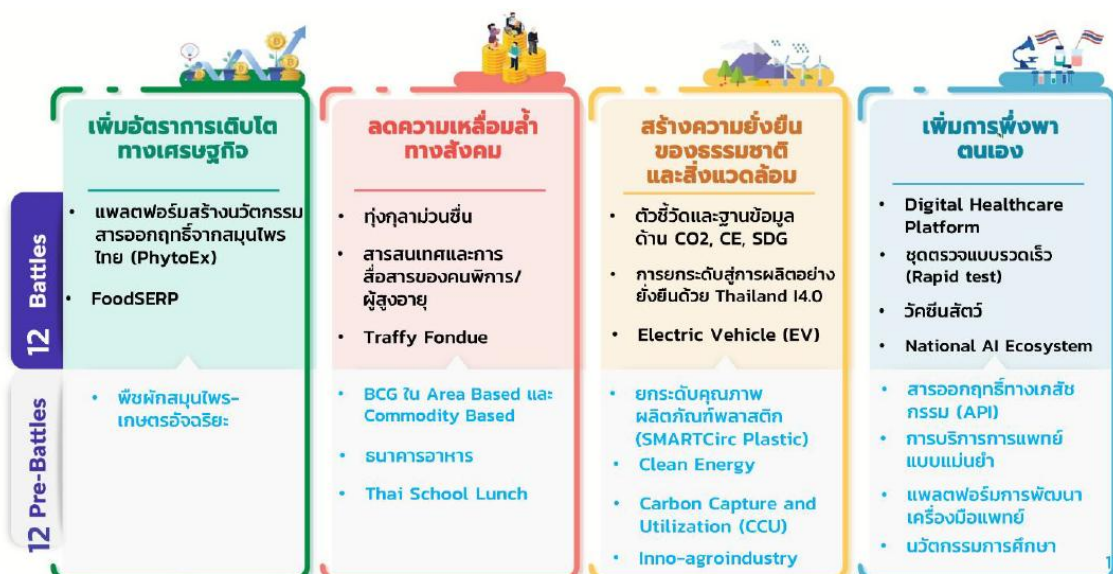 เพิ่มอัตราการเติบโต
ทางเศรษฐกิจ
12 Battles
• แพลตฟอร์มสร้างนวัตกรรม
สารออกฤทธิ์จากสมุนไพร
ไทย (PhytoEx)
• FoodSERP
12 Pre-Battles
• พืชผักสมุนไพร-
เกษตรอัจฉริยะ
ลดความเหลื่อมล้ำ
ทางสังคม
• ทุ่งกุลาม่วนซื่น
• สารสนเทศและการ
สื่อสารของคนพิการ/
ผู้สูงอายุ
• Traffy Fondue
• BCG ใน Area Based และ
Commodity Based
• ธนาคารอาหาร
• Thai School Lunch
สร้างความยั่งยืน
ของธรรมชาติ
และสิ่งแวดล้อม
• ตัวชี้วัดและฐานข้อมูล
ด้าน CO2, CE, SDG
• การยกระดับสู่การผลิตอย่าง
ยั่งยืนด้วย Thailand I4.0
• Electric Vehicle (EV)
• ยกระดับคุณภาพ
ผลิตภัณฑ์พลาสติก
(SMARTCirc Plastic)
• Clean Energy
• Carbon Capture and
Utilization (CCU)
• Inno-agroindustry
เพิ่มการพึ่งพา
ตนเอง
• Digital Healthcare
Platform
• ชุดตรวจแบบรวดเร็ว
(Rapid test)
• วัคซีนสัตว์
• National AI Ecosystem
• สารออกฤทธิ์ทางเภสัช
กรรม (API)
• การบริการการแพทย์
แบบแม่นยำ
• แพลตฟอร์มการพัฒนา
เครื่องมือแพทย์
• นวัตกรรมการศึกษา
1